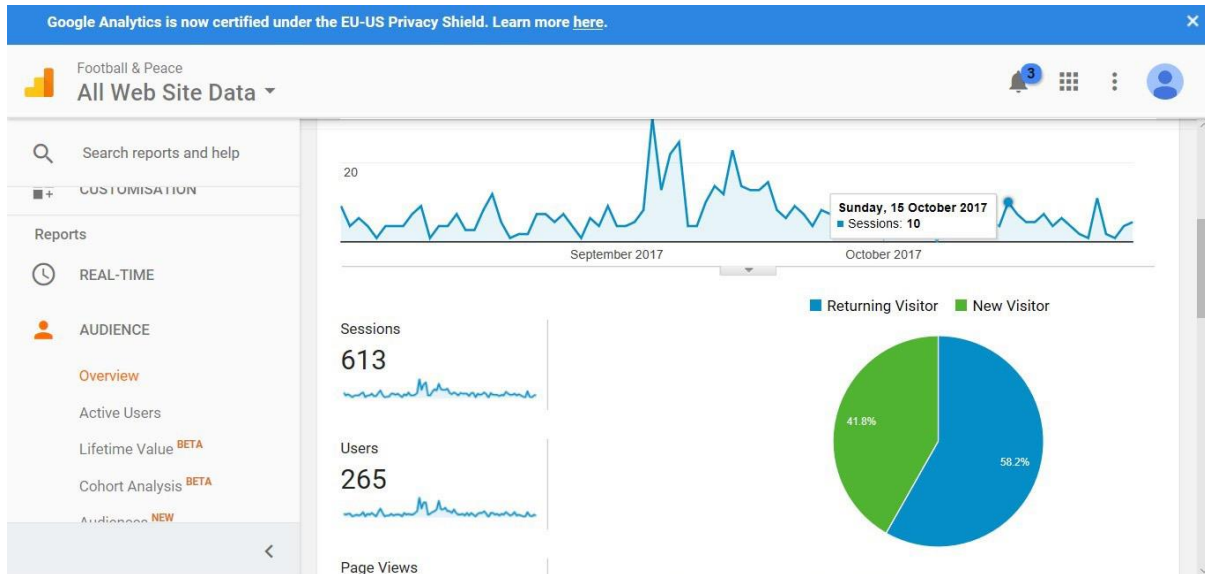 Google Analytics is now certified under the EU-US Privacy Shield. Learn more here.
Football & Peace
All Web Site Data
3
Search reports and help
CUSTOMISATION
Reports
REAL-TIME
AUDIENCE
Overview
Active Users
Lifetime Value BETA
Cohort Analysis BETA
Audiences NEW
20
Sunday, 15 October 2017
Sessions: 10
September 2017
October 2017
Sessions
613
Users
265
Page Views
Returning Visitor
New Visitor
41.8%
58.2%